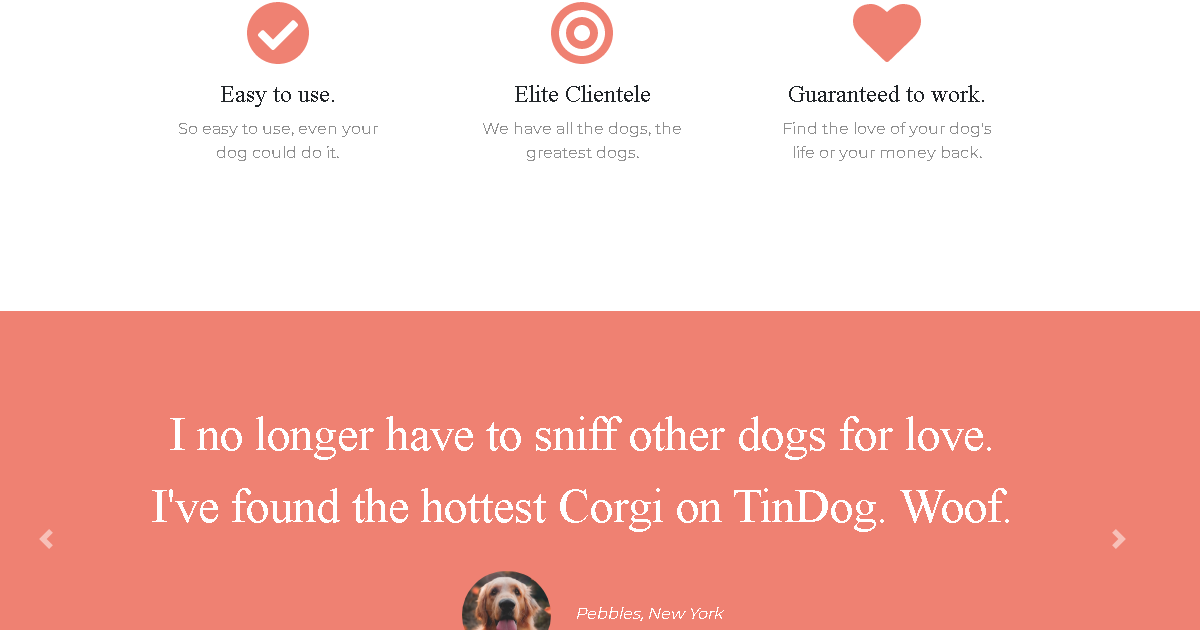 Easy to use.
So easy to use, even your
dog could do it.
Elite Clientele
We have all the dogs, the
greatest dogs.
Guaranteed to work.
Find the love of your dog's
life or your money back.
I no longer have to sniff other dogs for love.
I've found the hottest Corgi on TinDog. Woof.
Pebbles, New York